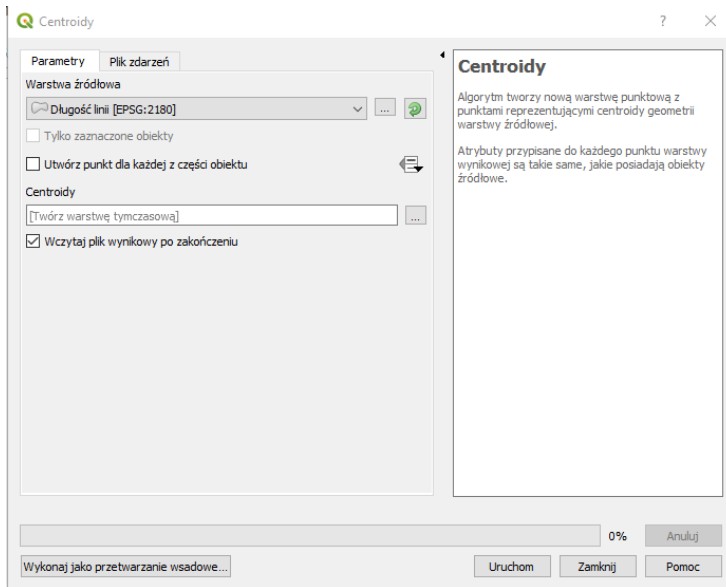 Centroidy
Parametry
Plik zdarzeń
Warstwa źródłowa
Długość linii [EPSG:2180]
...
Tylko zaznaczone obiekty
Utwórz punkt dla każdej z części obiektu
Centroidy
[Twórz warstwę tymczasową]
...
Wczytaj plik wynikowy po zakończeniu
Centroidy
Algorytm tworzy nową warstwę punktową z
punktami reprezentującymi centroidy geometrii
warstwy źródłowej.
Atrybuty przypisane do każdego punktu warstwy
wynikowej są takie same, jakie posiadają obiekty
źródłowe.
0%
Anuluj
Wykonaj jako przetwarzanie wsadowe...
Uruchom
Zamknij
Pomoc